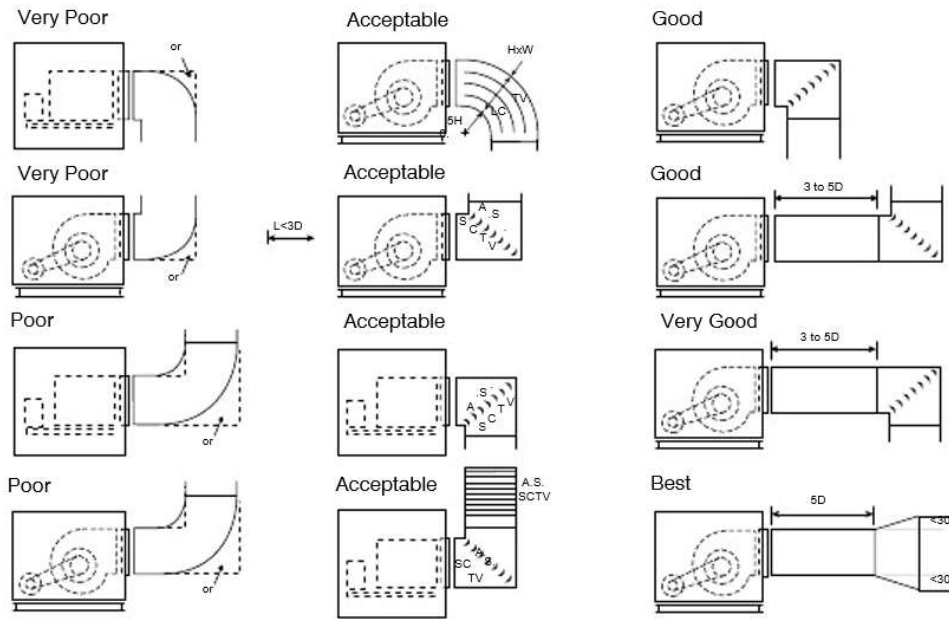 Very Poor
or
Acceptable
HxW
TV
LC
.5H
Good
Very Poor
or
L<3D
Acceptable
A
.S
S
C
T
V
Good
3 to 5D
Poor
or
Acceptable
.S
A
V
T
C
S
Very Good
3 to 5D
Poor
or
Acceptable
A.S.
SCTV
SC
TV
Best
5D
<30
<30